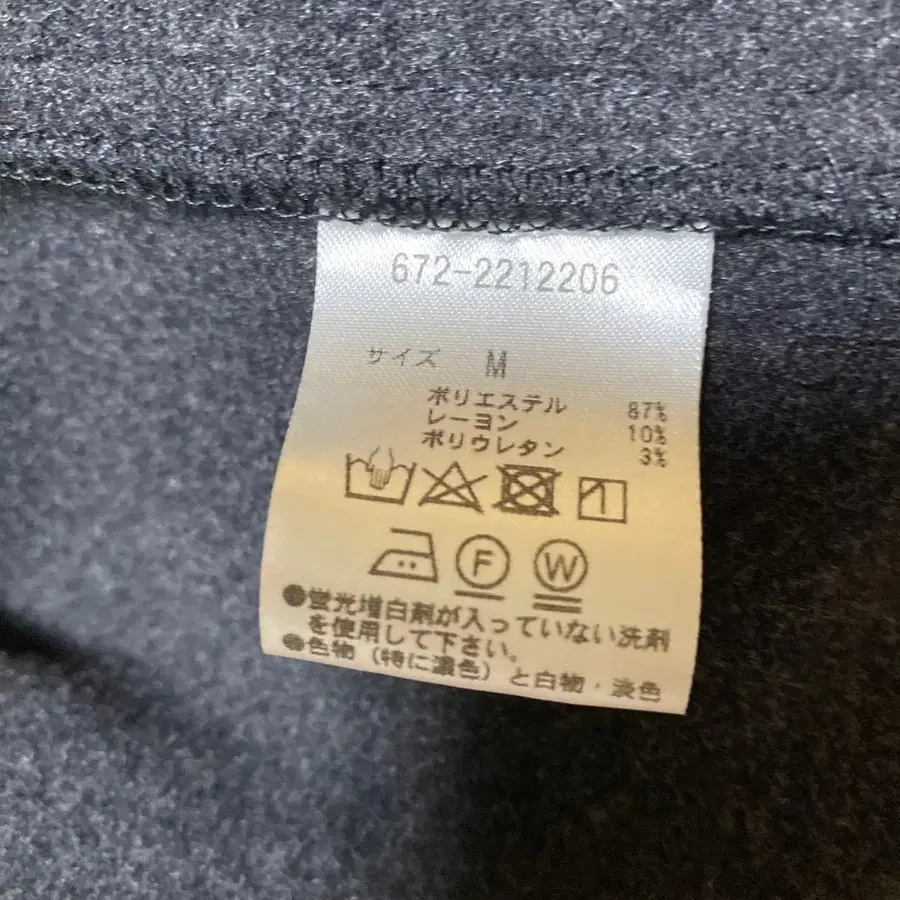 672-2212206
サイズ M
ポリエステル 87%
レーヨン 10%
ポリウレタン 3%
F W
●蛍光増白剤が入っていない洗剤
を使用して下さい。
●色物（特に濃色）と白物・淡色